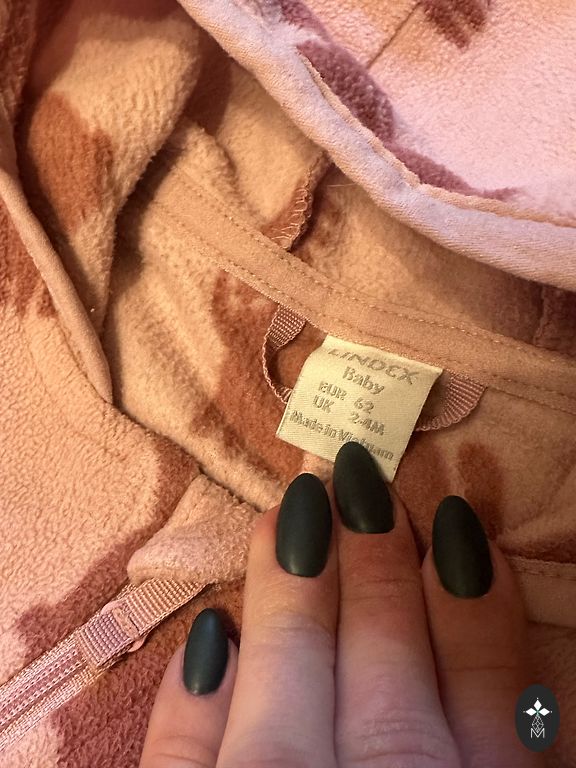 LINDEX
Baby
EUR 62
UK 2-4M
Made in Vietnam